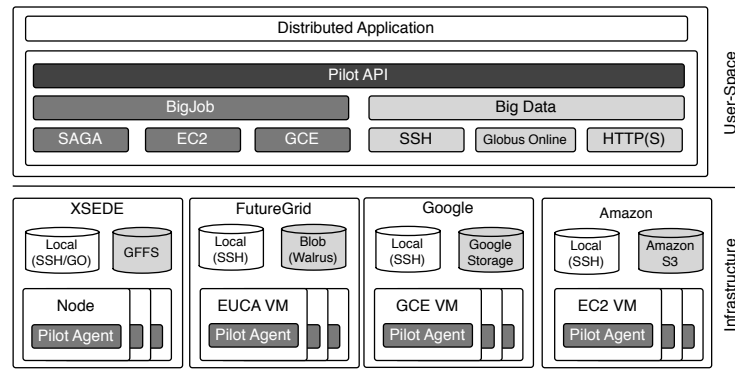 Distributed Application
Pilot API
BigJob
Big Data
SAGA
EC2
GCE
SSH
Globus Online
HTTP(S)
User-Space
XSEDE
FutureGrid
Google
Amazon
Local
(SSH/GO)
GFFS
Local
(SSH)
Blob
(Walrus)
Local
(SSH)
Google
Storage
Local
(SSH)
Amazon
S3
Node
EUCA VM
GCE VM
EC2 VM
Pilot Agent
Pilot Agent
Pilot Agent
Pilot Agent
Infrastructure